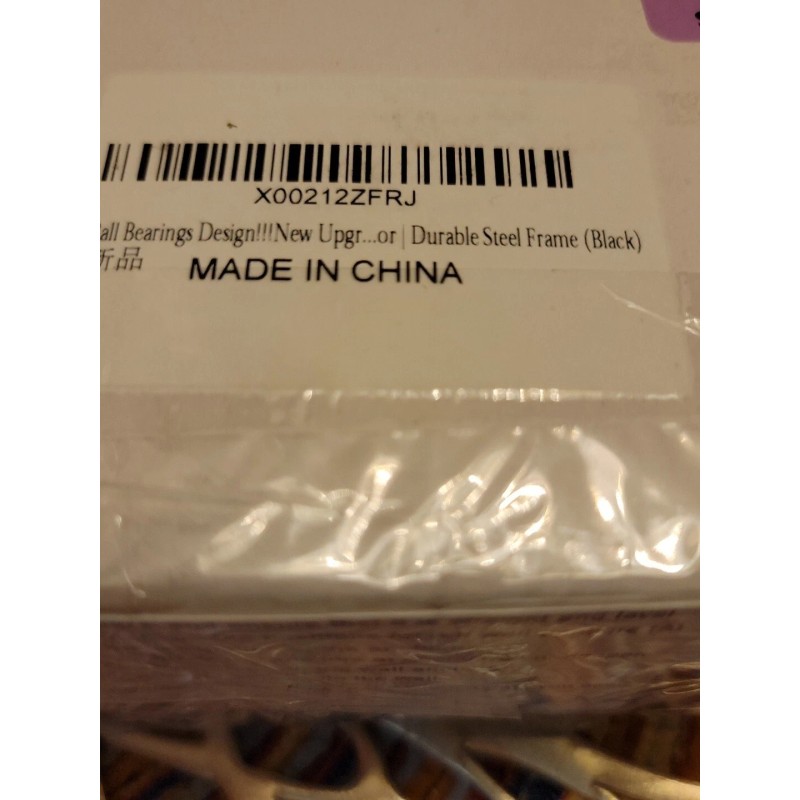 X00212ZFRJ
all Bearings Design!!!New Upgr...or | Durable Steel Frame (Black)
新品
MADE IN CHINA